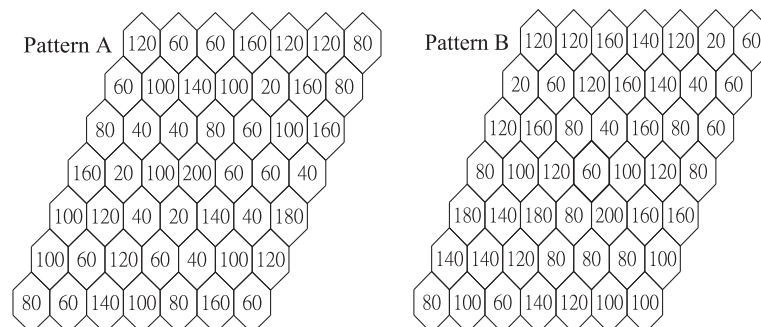 Pattern A 120 60 60 160 120 120 80
60 100 140 100 20 160 80
80 40 40 80 60 100 160
160 20 100 200 60 60 40
100 120 40 20 140 40 180
100 60 120 60 40 100 120
80 60 140 100 80 160 60
Pattern B 120 120 160 140 120 20 60
20 60 120 160 140 40 60
120 160 80 40 160 80 60
80 100 120 60 100 120 80
180 140 180 80 200 160 160
140 140 120 80 80 80 100
80 100 60 140 120 100 100